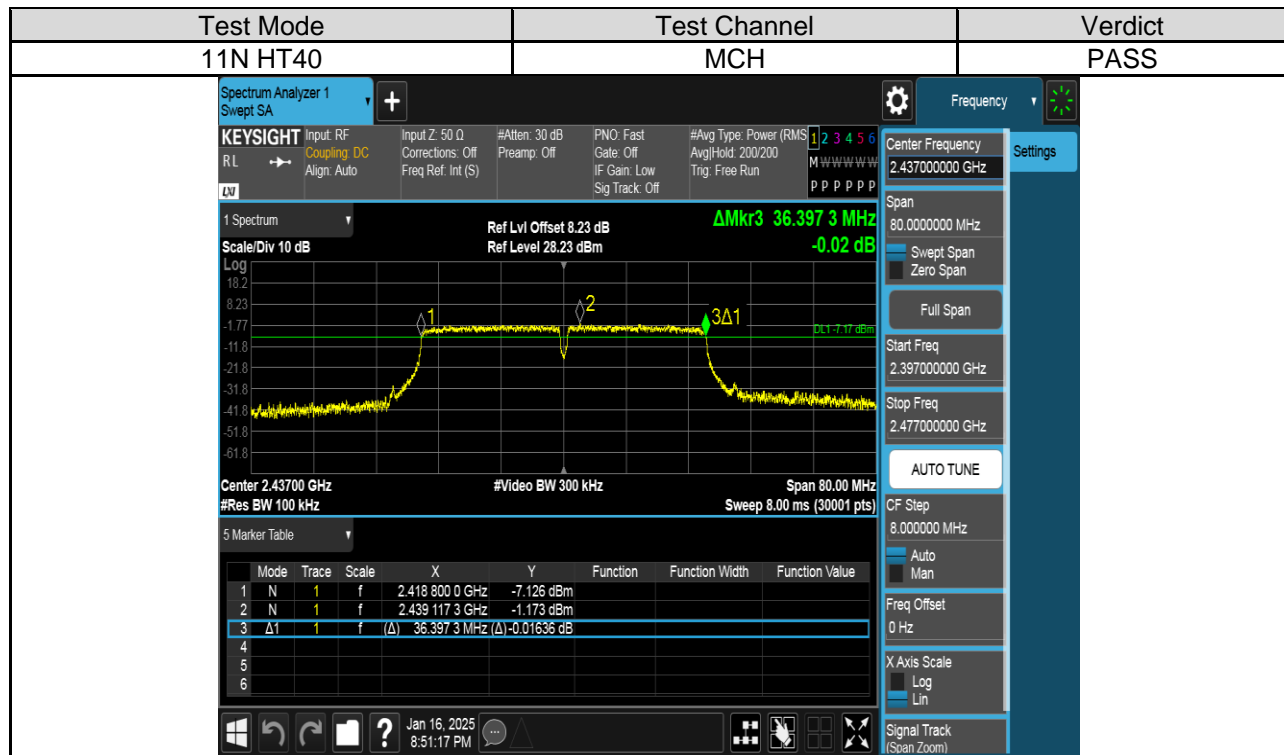 Test Mode Test Channel Verdict
11N HT40 MCH PASS
Spectrum Analyzer 1
Swept SA
+
Frequency
KEYSIGHT Input: RF Input Z: 50 Ω #Atten: 30 dB PNO: Fast #Avg Type: Power (RMS 1 2 3 4 5 6
RL Coupling: DC Corrections: Off Preamp: Off Gate: Off Avg|Hold: 200/200 M W W W W W
Align: Auto Freq Ref: Int (S) IF Gain: Low Trig: Free Run
LXI Sig Track: Off P P P P P P
Center Frequency
2.437000000 GHz
Settings
Span
80.0000000 MHz
Swept Span
Zero Span
Full Span
Start Freq
2.397000000 GHz
Stop Freq
2.477000000 GHz
AUTO TUNE
CF Step
8.000000 MHz
Auto
Man
Freq Offset
0 Hz
X Axis Scale
Log
Lin
Signal Track
(Span Zoom)
1 Spectrum
Ref Lvl Offset 8.23 dB ΔMkr3 36.397 3 MHz
Scale/Div 10 dB Ref Level 28.23 dBm -0.02 dB
Log
18.2
8.23
-1.77
-11.8
-21.8
-31.8
-41.8
-51.8
-61.8
1
2
3Δ1
DL1 -7.17 dBm
Center 2.43700 GHz #Video BW 300 kHz Span 80.00 MHz
#Res BW 100 kHz Sweep 8.00 ms (30001 pts)
5 Marker Table
Mode Trace Scale X Y Function Function Width Function Value
1 N 1 f 2.418 800 0 GHz -7.126 dBm
2 N 1 f 2.439 117 3 GHz -1.173 dBm
3 Δ1 1 f (Δ) 36.397 3 MHz (Δ) -0.01636 dB
4
5
6
? Jan 16, 2025
8:51:17 PM